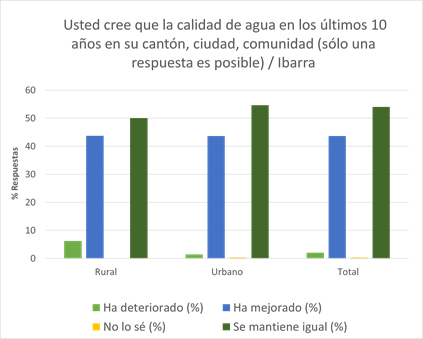 Usted cree que la calidad de agua en los últimos 10
años en su cantón, ciudad, comunidad (sólo una
respuesta es posible) / Ibarra
% Respuestas
60
50
40
30
20
10
0
Rural
Urbano
Total
Ha deteriorado (%)
Ha mejorado (%)
No lo sé (%)
Se mantiene igual (%)